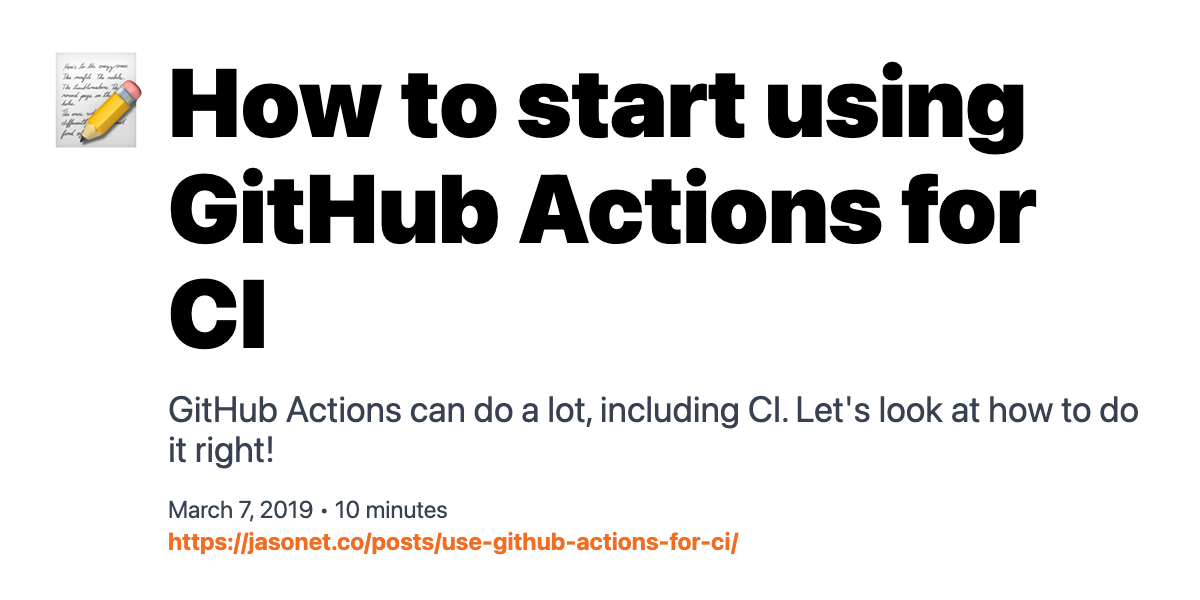 How to start using
GitHub Actions for
CI
GitHub Actions can do a lot, including CI. Let's look at how to do
it right!
March 7, 2019 • 10 minutes
https://jasonet.co/posts/use-github-actions-for-ci/